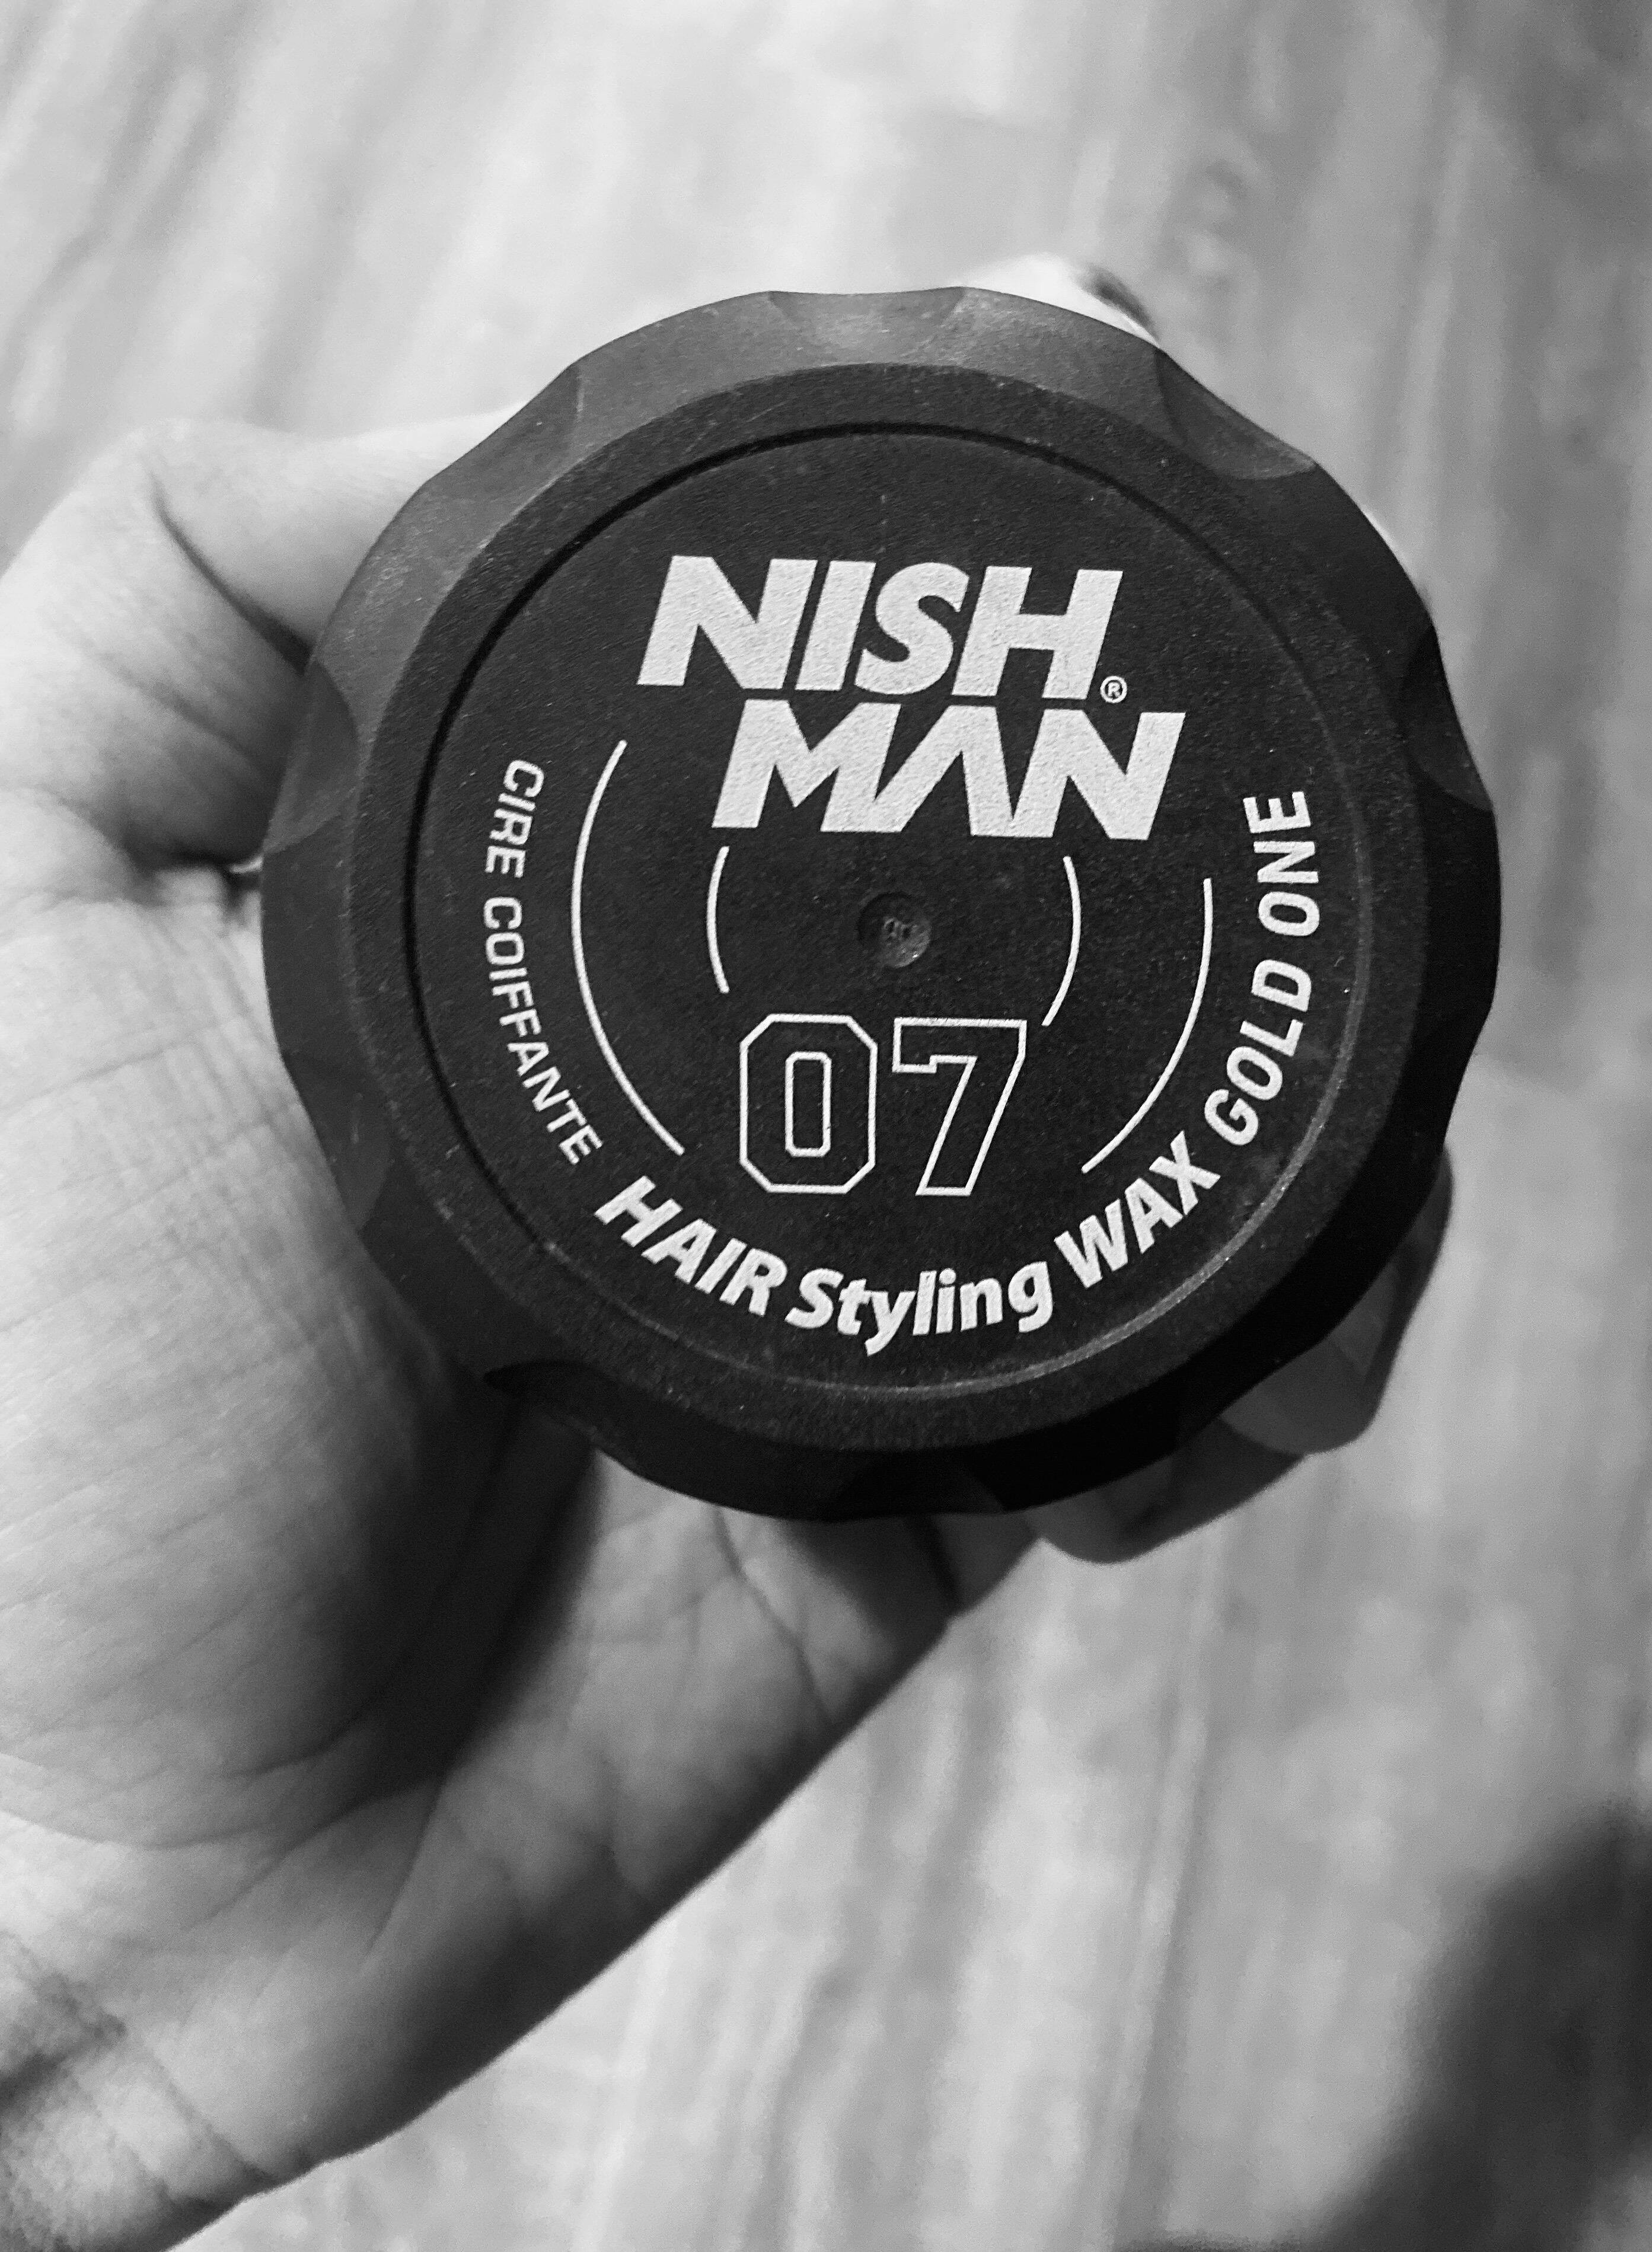 NISH
MAN®
07
CIRE COIFFANTE HAIR Styling WAX GOLD ONE